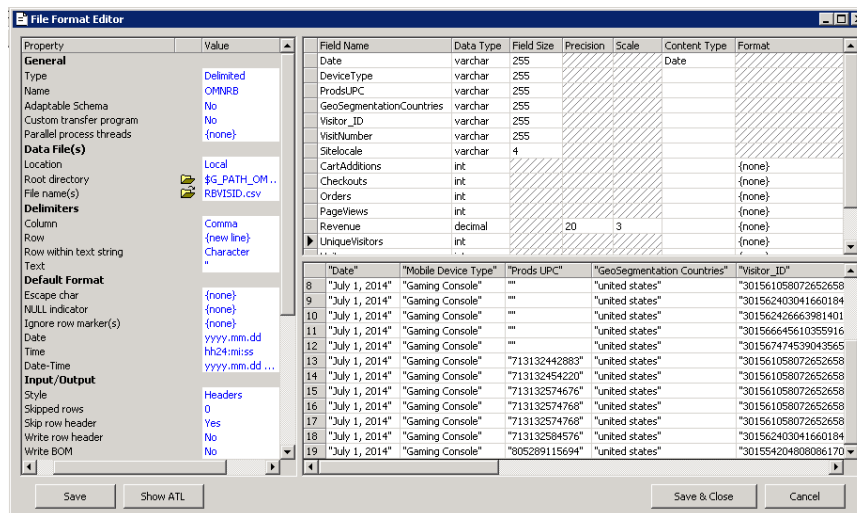 File Format Editor
Property Value
General
Type Delimited
Name OMNRB
Adaptable Schema No
Custom transfer program No
Parallel process threads {none}
Data File(s)
Location Local
Root directory $G_PATH_OM...
File name(s) RBVISID.csv
Delimiters
Column Comma
Row {new line}
Row within text string Character
Text "
Default Format
Escape char {none}
NULL indicator {none}
Ignore row marker(s) {none}
Date yyyy.mm.dd
Time hh24:mi:ss
Date-Time yyyy.mm.dd ...
Input/Output
Style Headers
Skipped rows 0
Skip row header Yes
Write row header No
Write BOM No
Field Name Data Type Field Size Precision Scale Content Type Format
Date varchar 255 Date
DeviceType varchar 255
ProdsUPC varchar 255
GeoSegmentationCountries varchar 255
Visitor_ID varchar 255
VisitNumber varchar 255
Sitelocale varchar 4
CartAdditions int {none}
Checkouts int {none}
Orders int {none}
PageViews int {none}
Revenue decimal 20 3 {none}
UniqueVisitors int {none}
"Date" "Mobile Device Type" "Prods UPC" "GeoSegmentation Countries" "Visitor_ID"
8 "July 1, 2014" "Gaming Console" "" "united states" "301561058072652658
9 "July 1, 2014" "Gaming Console" "" "united states" "301562403041660184
10 "July 1, 2014" "Gaming Console" "" "united states" "301562426663981401
11 "July 1, 2014" "Gaming Console" "" "united states" "301566645610355916
12 "July 1, 2014" "Gaming Console" "" "united states" "301567474539043565
13 "July 1, 2014" "Gaming Console" "713132442883" "united states" "301561058072652658
14 "July 1, 2014" "Gaming Console" "713132454220" "united states" "301561058072652658
15 "July 1, 2014" "Gaming Console" "713132574676" "united states" "301561058072652658
16 "July 1, 2014" "Gaming Console" "713132574768" "united states" "301561058072652658
17 "July 1, 2014" "Gaming Console" "713132574768" "united states" "301561058072652658
18 "July 1, 2014" "Gaming Console" "713132584576" "united states" "301562403041660184
19 "July 1, 2014" "Gaming Console" "805289115694" "united states" "301554204808086170
Save Show ATL Save & Close Cancel